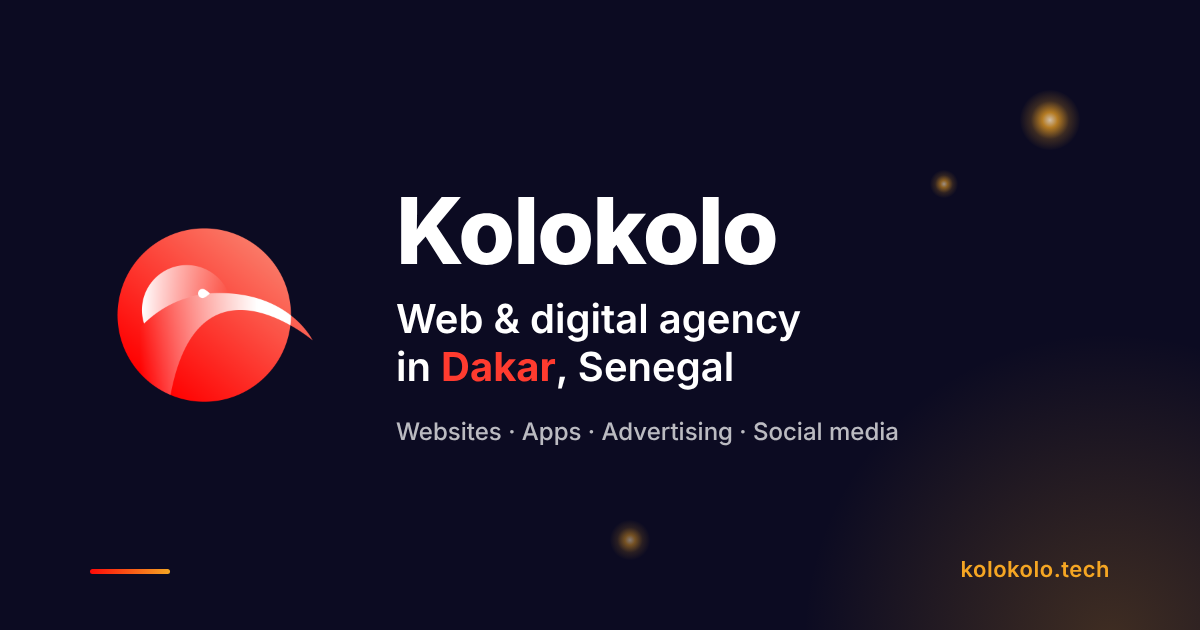 Kolokolo
Web & digital agency
in Dakar, Senegal
Websites · Apps · Advertising · Social media
kolokolo.tech